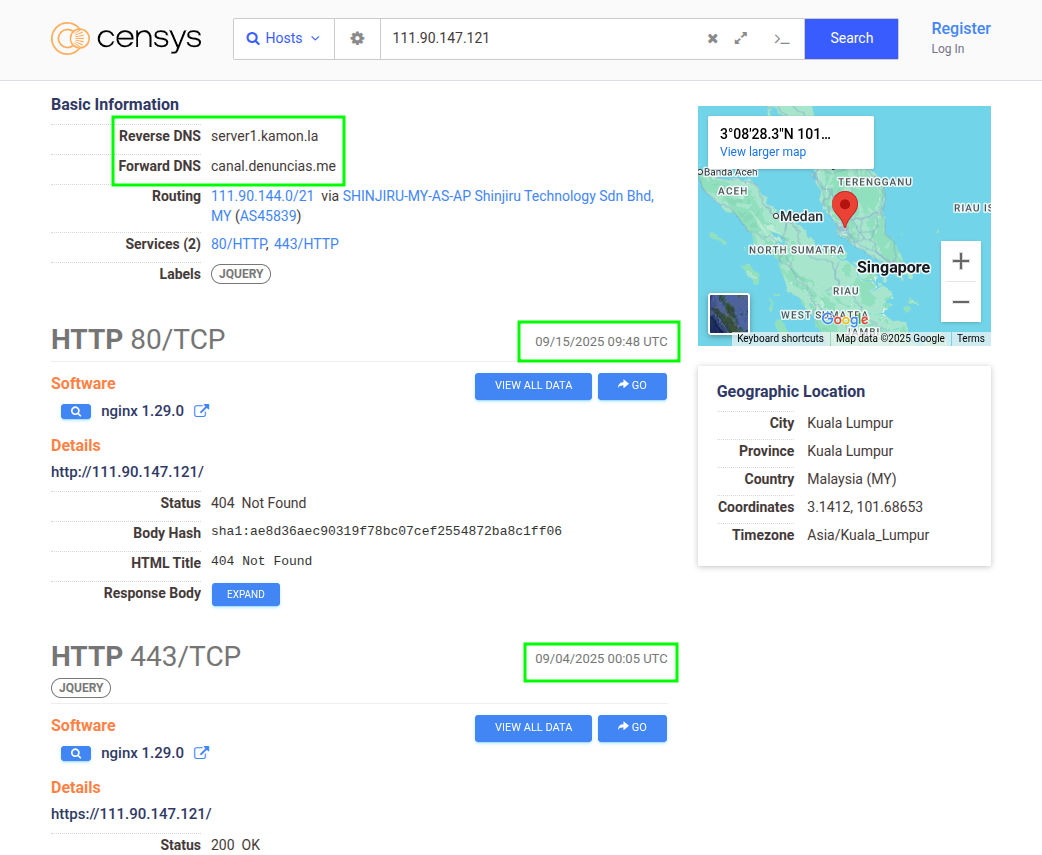 censys
Hosts
111.90.147.121
Search
Register
Log In
Basic Information
Reverse DNS server1.kamon.la
Forward DNS canal.denuncias.me
Routing 111.90.144.0/21 via SHINJIRU-MY-AS-AP Shinjiru Technology Sdn Bhd,
MY (AS45839)
Services (2) 80/HTTP, 443/HTTP
Labels JQUERY
HTTP 80/TCP
09/15/2025 09:48 UTC
Software
VIEW ALL DATA
GO
nginx 1.29.0
Details
http://111.90.147.121/
Status 404 Not Found
Body Hash sha1:ae8d36aec90319f78bc07cef2554872ba8c1ff06
HTML Title 404 Not Found
Response Body EXPAND
HTTP 443/TCP
09/04/2025 00:05 UTC
JQUERY
Software
VIEW ALL DATA
GO
nginx 1.29.0
Details
https://111.90.147.121/
Status 200 OK
3°08'28.3"N 101...
View larger map
Banda Aceh
ACEH
TERENGGANU
Medan
RIAU IS
NORTH SUMATRA
Singapore
RIAU
WEST SUMATRA
Google
JAMBI
Keyboard shortcuts
Map data ©2025 Google
Terms
Geographic Location
City Kuala Lumpur
Province Kuala Lumpur
Country Malaysia (MY)
Coordinates 3.1412, 101.68653
Timezone Asia/Kuala_Lumpur